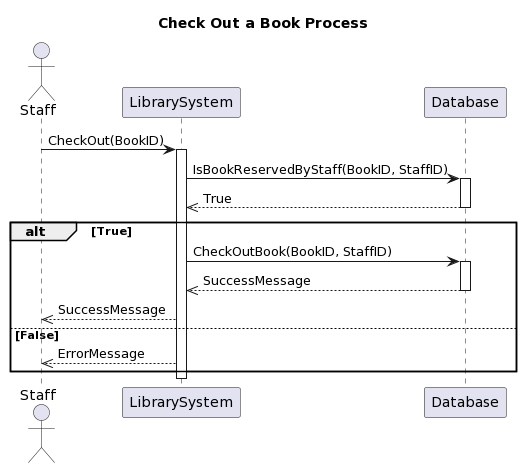 Check Out a Book Process
Staff
LibrarySystem
Database
CheckOut(BookID)
IsBookReservedByStaff(BookID, StaffID)
True
alt [True]
CheckOutBook(BookID, StaffID)
SuccessMessage
SuccessMessage
[False]
ErrorMessage
Staff
LibrarySystem
Database